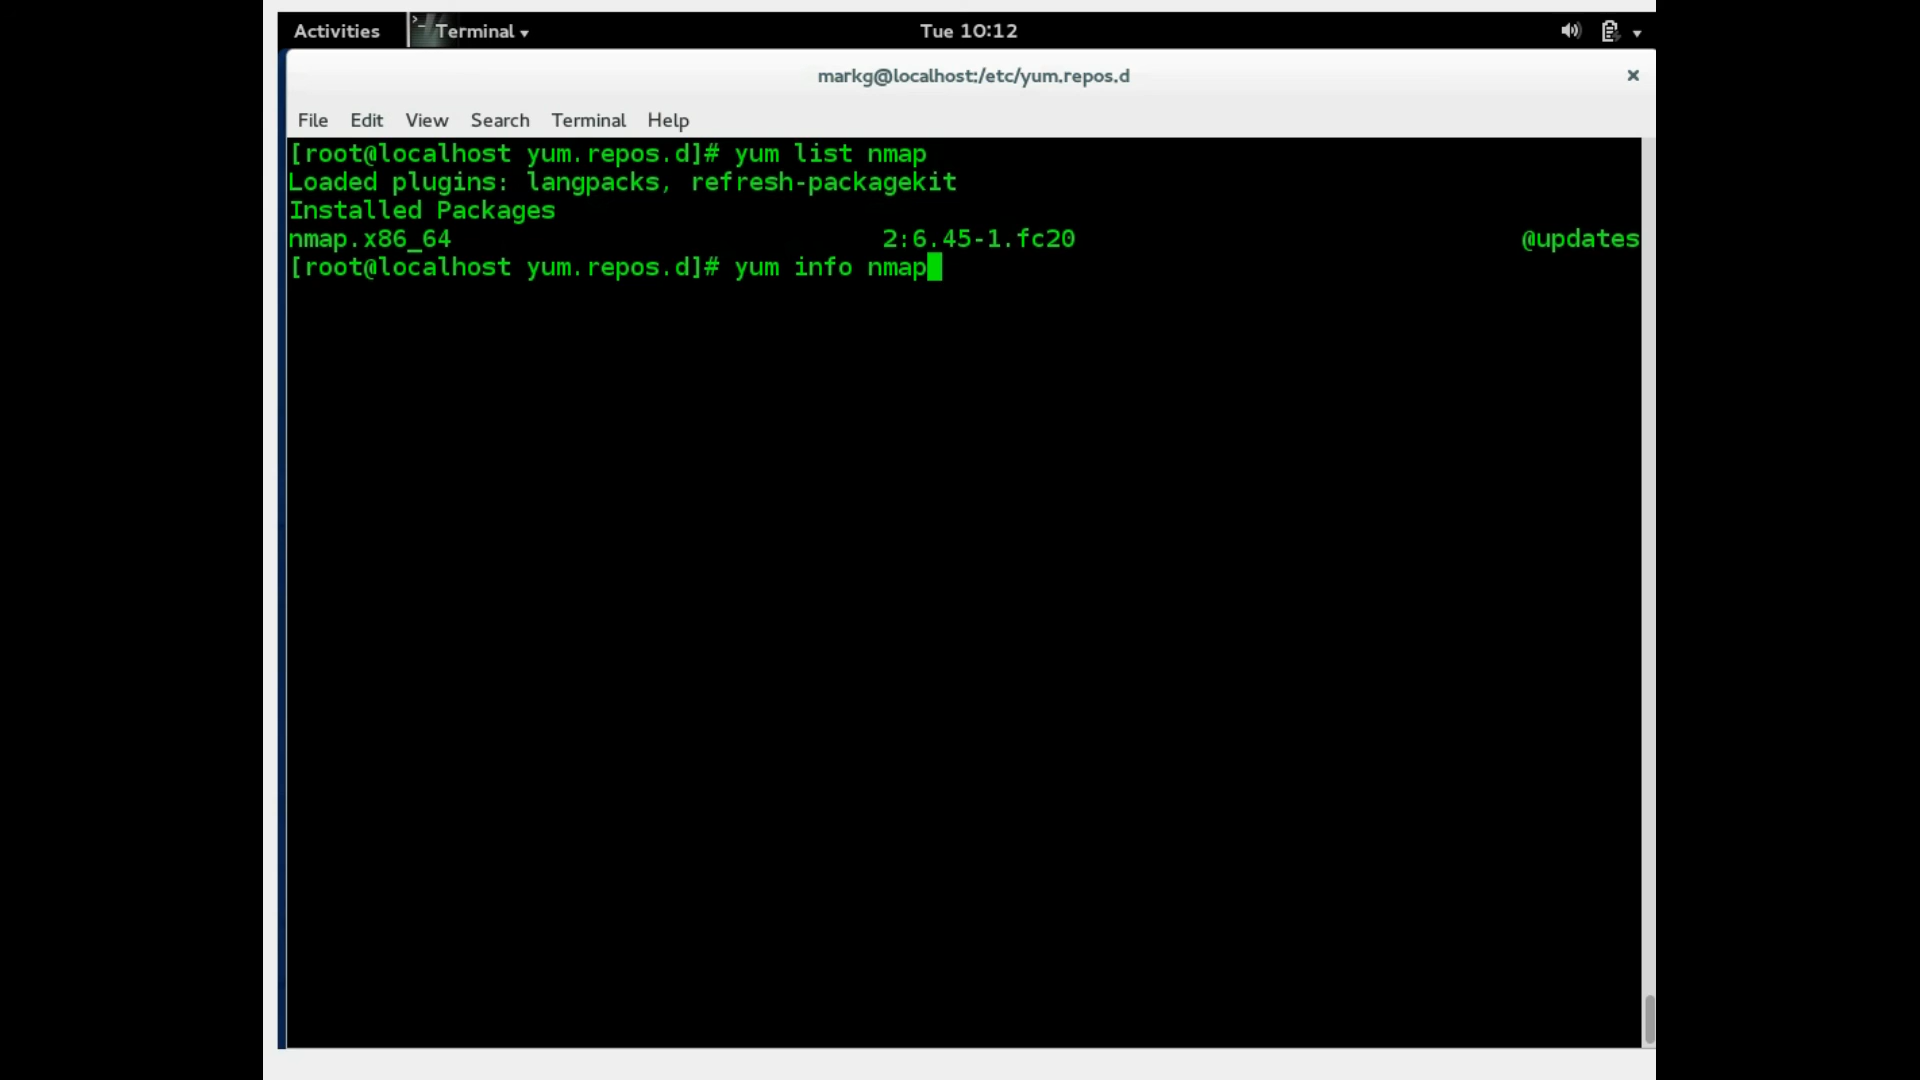 Activities Terminal Tue 10:12
markg@localhost:/etc/yum.repos.d
File Edit View Search Terminal Help
[root@localhost yum.repos.d]# yum list nmap
Loaded plugins: langpacks, refresh-packagekit
Installed Packages
nmap.x86_64 2:6.45-1.fc20 @updates
[root@localhost yum.repos.d]# yum info nmap